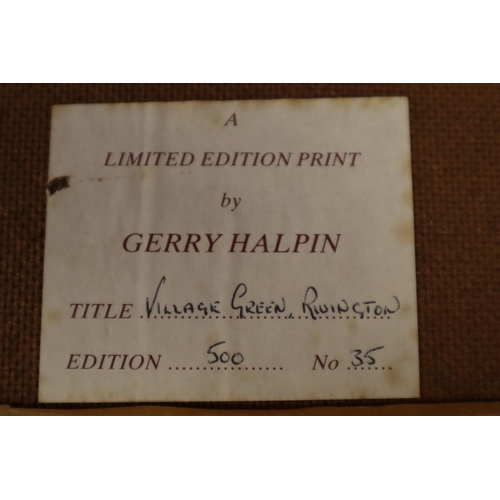 A
LIMITED EDITION PRINT
by
GERRY HALPIN
TITLE VILLAGE GREEN, RIVINGTON
EDITION 500 No 35